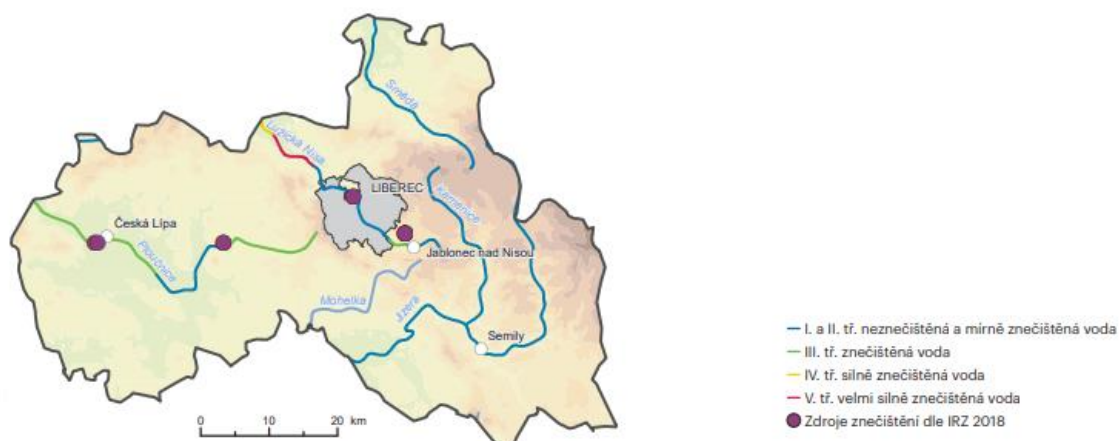 Smědé
Lužická Nisa
LIBEREC
Kamenice
Česká Lípa
Ploučnice
Jablonec nad Nisou
Mohelka
Jizera
Semily
0 10 20 km
I. a II. tř. neznečištěná a mírně znečištěná voda
III. tř. znečištěná voda
IV. tř. silně znečištěná voda
V. tř. velmi silně znečištěná voda
Zdroje znečištění dle IRZ 2018